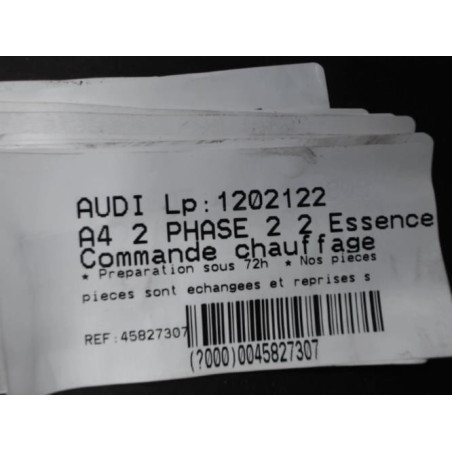 AUDI Lp:1202122
A4 2 PHASE 2 2 Essence
Commande chauffage
* Preparation sous 72h * Nos pieces
pieces sont echangees et reprises s
REF:45827307
(?000)0045827307